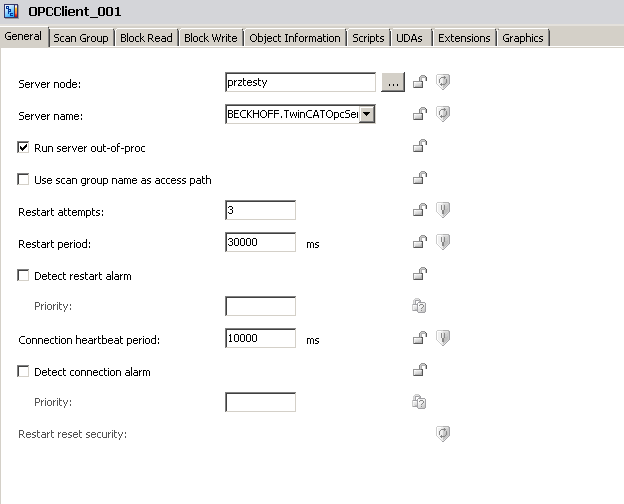 OPCClient_001
General Scan Group Block Read Block Write Object Information Scripts UDAs Extensions Graphics
Server node: prztesty ...
Server name: BECKHOFF.TwinCATOpcSer
Run server out-of-proc
Use scan group name as access path
Restart attempts: 3
Restart period: 30000 ms
Detect restart alarm
Priority:
Connection heartbeat period: 10000 ms
Detect connection alarm
Priority:
Restart reset security: